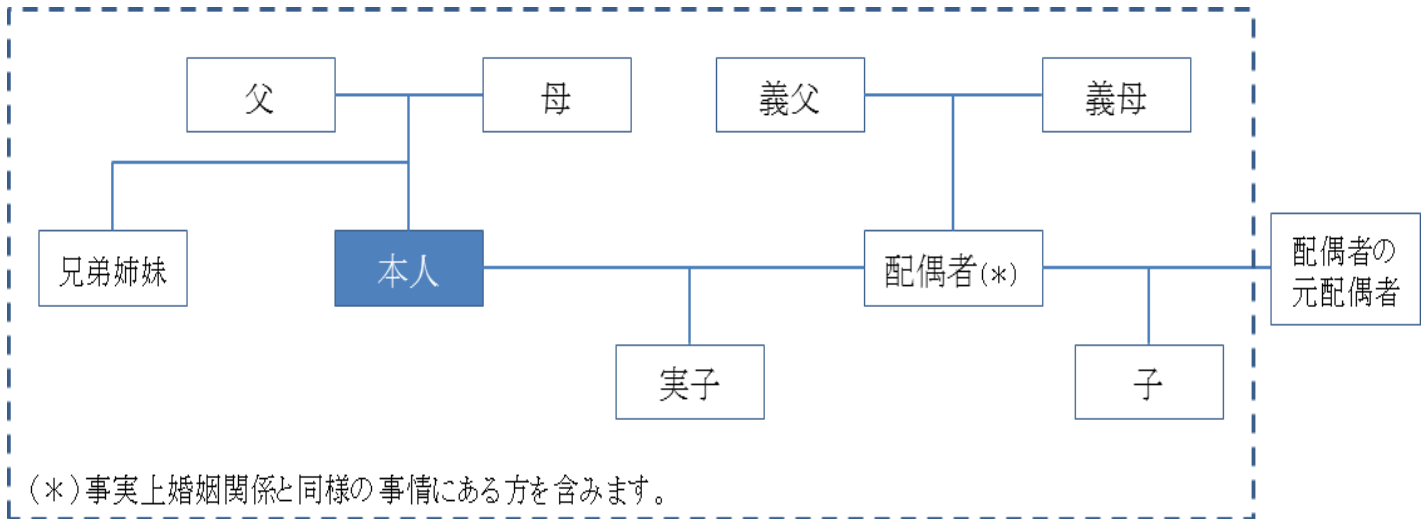 父
母
義父
義母
兄弟姉妹
本人
配偶者(*)
配偶者の
元配偶者
実子
子
(*)事実上婚姻関係と同様の事情にある方を含みます。